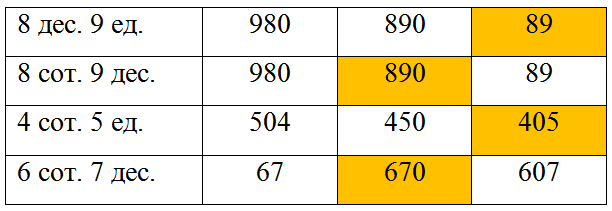 8 дес. 9 ед. 980 890 89
8 сот. 9 дес. 980 890 89
4 сот. 5 ед. 504 450 405
6 сот. 7 дес. 67 670 607